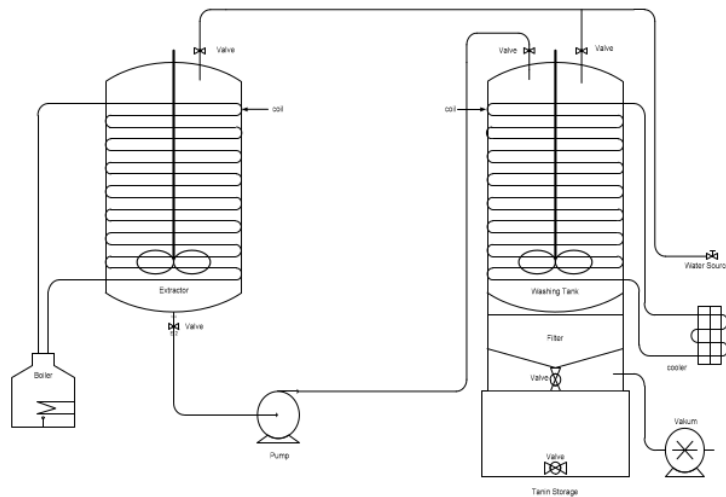 Valve
Valve
Valve
coil
coil
Water Sourc
Extractor
Washing Tank
Valve
Filter
cooler
Boiler
Valve
Vakum
Pump
Valve
Tanin Storage